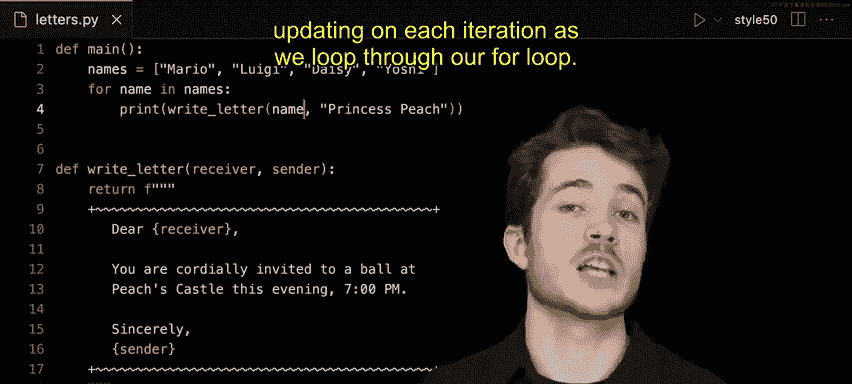 letters.py ×
style50 ···
updating on each iteration as
we loop through our for loop.
1 def main():
2 names = ["Mario", "Luigi", "Daisy", "Yoshi"]
3 for name in names:
4 print(write_letter(name, "Princess Peach"))
5
6
7 def write_letter(receiver, sender):
8 return f"""
9 +~~~~~~~~~~~~~~~~~~~~~~~~~~~~~~~~~~~~~~~~~~+
10 Dear {receiver},
11
12 You are cordially invited to a ball at
13 Peach's Castle this evening, 7:00 PM.
14
15 Sincerely,
16 {sender}
17 +~~~~~~~~~~~~~~~~~~~~~~~~~~~~~~~~~~~~~~~~~~+